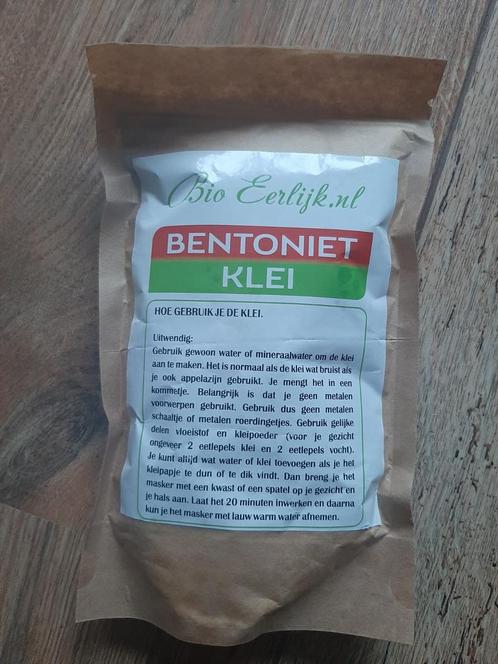 Bio Eerlijk.nl
BENTONIET
KLEI
HOE GEBRUIK JE DE KLEI.
Uitwendig:
Gebruik gewoon water of mineraalwater om de klei
aan te maken. Het is normaal als de klei wat bruist als
je ook appelazijn gebruikt. Je mengt het in een
kommetje. Belangrijk is dat je geen metalen
voorwerpen gebruikt. Gebruik dus geen metalen
schaaltje of metalen roerdingetjes. Gebruik gelijke
delen vloeistof en kleipoeder (voor je gezicht
ongeveer 2 eetlepels klei en 2 eetlepels vocht).
Je kunt altijd wat water of klei toevoegen als je het
kleipapje te dun of te dik vindt. Dan breng je het
masker met een kwast of een spatel op je gezicht en
je hals aan. Laat het 20 minuten inwerken en daarna
kun je het masker met lauw warm water afnemen.